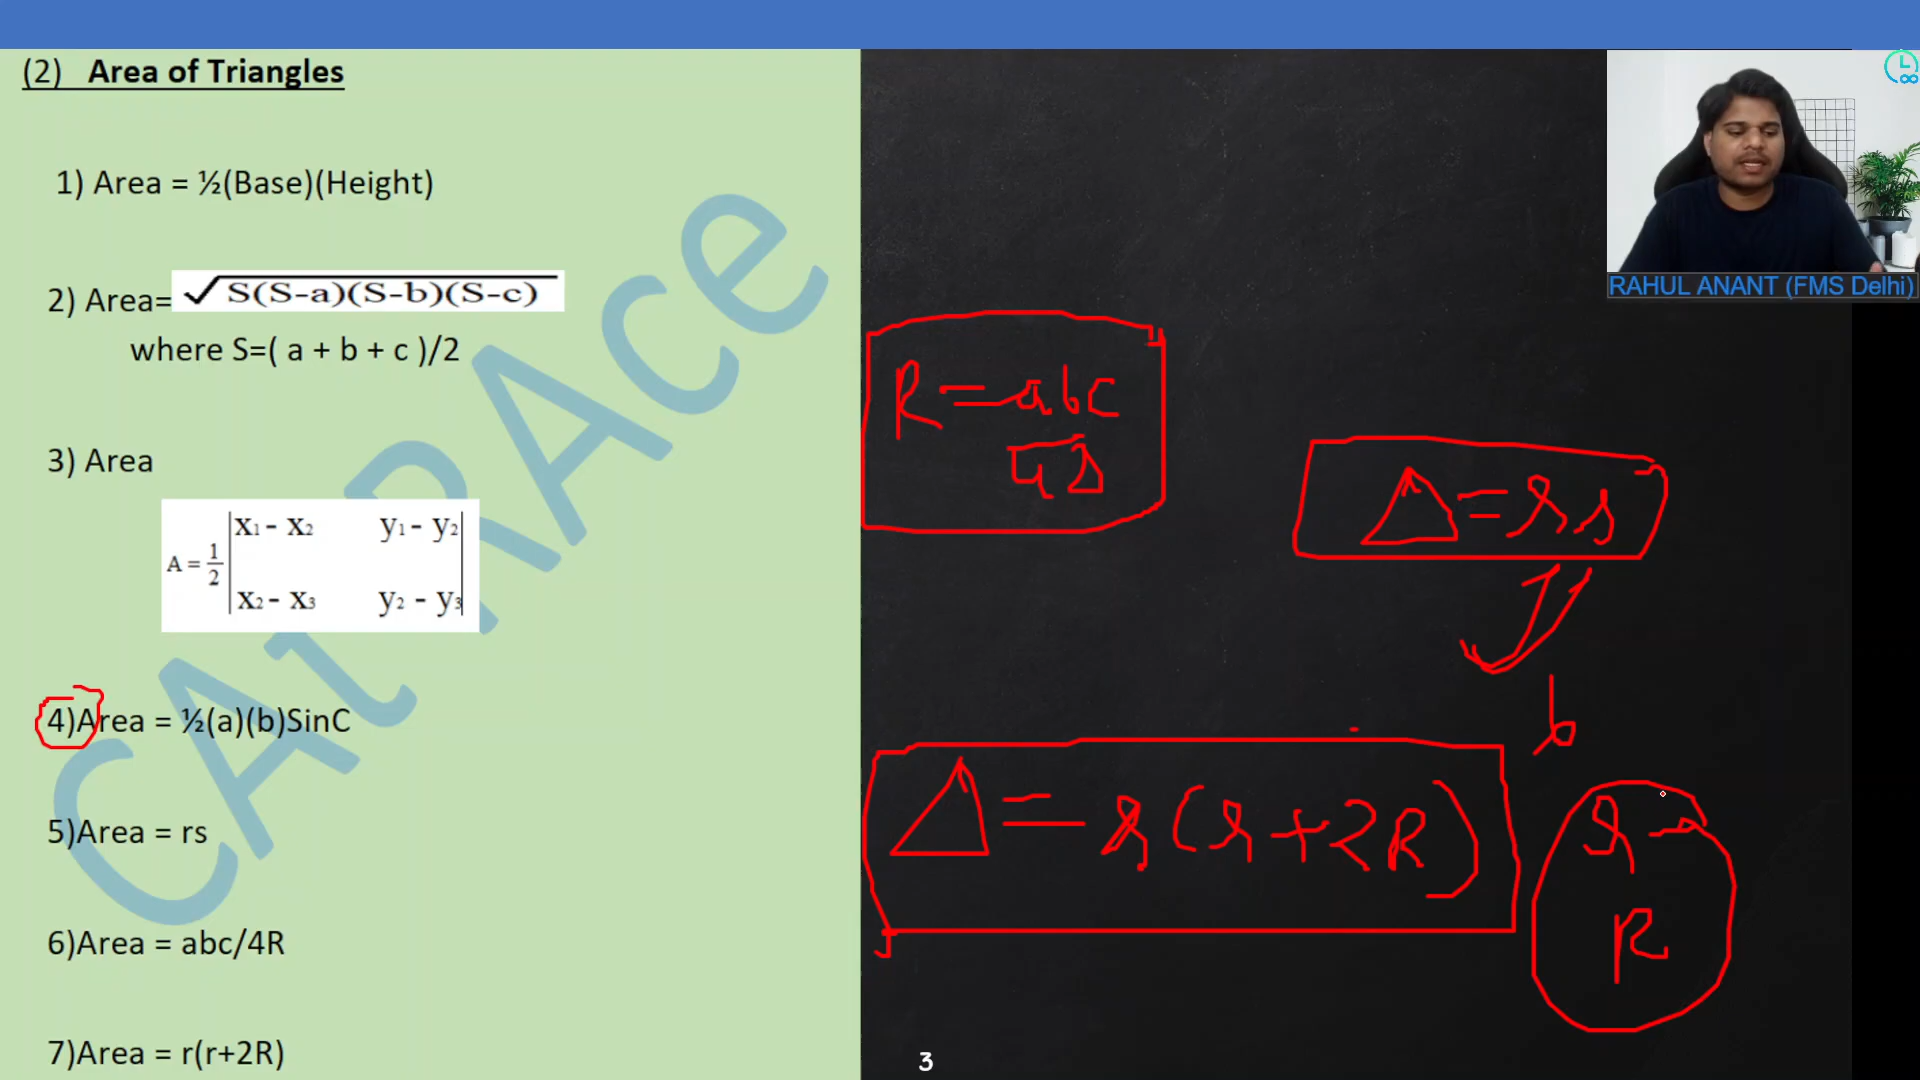 (2) Area of Triangles
1) Area = ½(Base)(Height)
2) Area= √S(S-a)(S-b)(S-c)
where S=( a + b + c )/2
3) Area
A = 1/2 | x₁ - x₂ y₁ - y₂ |
| x₂ - x₃ y₂ - y₃ |
4)Area = ½(a)(b)SinC
5)Area = rs
6)Area = abc/4R
7)Area = r(r+2R)
CAtRAce
R = abc
4Δ
Δ = rs
b
Δ = r(r+2R)
r →
R
RAHUL ANANT (FMS Delhi)
3